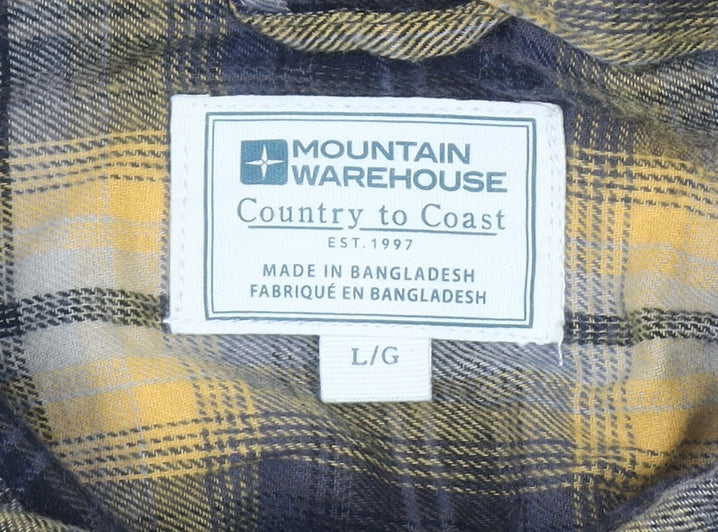 MOUNTAIN
WAREHOUSE
Country to Coast
EST. 1997
MADE IN BANGLADESH
FABRIQUÉ EN BANGLADESH
L/G